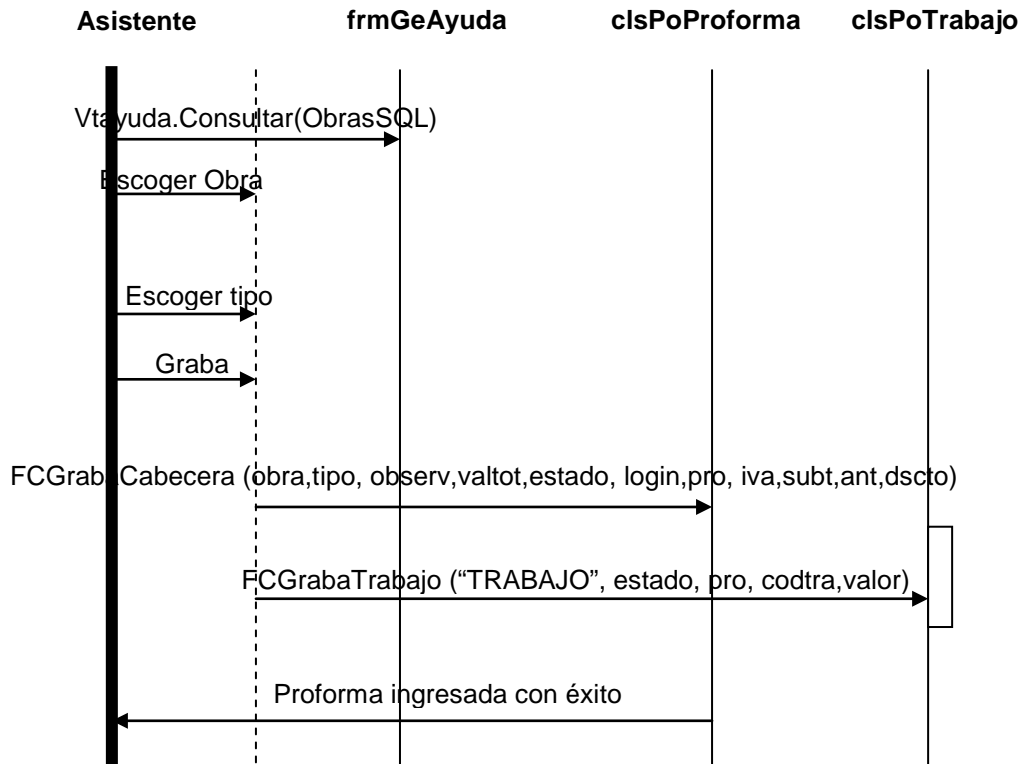 Asistente frmGeAyuda clsPoProforma clsPoTrabajo
Vtayuda.Consultar(ObrasSQL)
Escoger Obra
Escoger tipo
Graba
FCGrabaCabecera (obra,tipo, observ,valtot,estado, login,pro, iva,subt,ant,dscto)
FCGrabaTrabajo (“TRABAJO”, estado, pro, codtra,valor)
Proforma ingresada con éxito